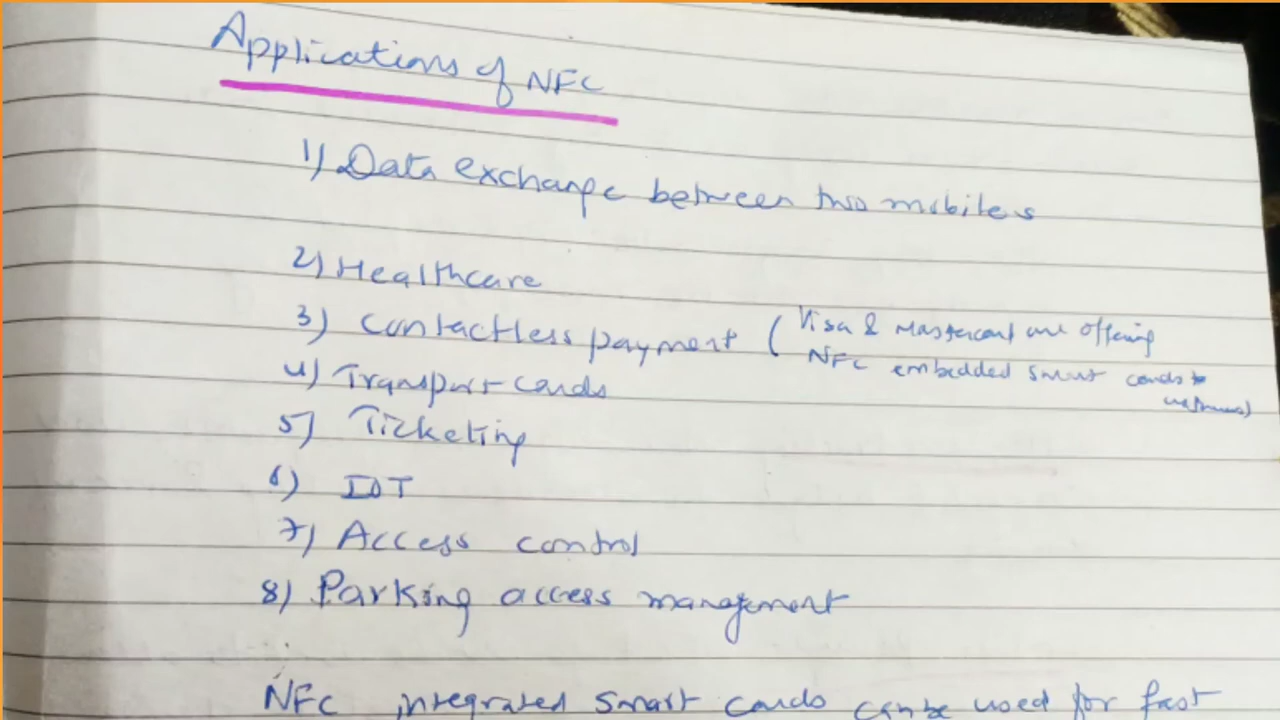 Applications of NFC
1) Data exchange between two mobiles
2) Healthcare
3) Contactless payment (Visa & Mastercard are offering
NFC embedded smart cards to
customers)
4) Transport cards
5) Ticketing
6) IOT
7) Access control
8) Parking access management
NFC integrated smart cards can be used for fast